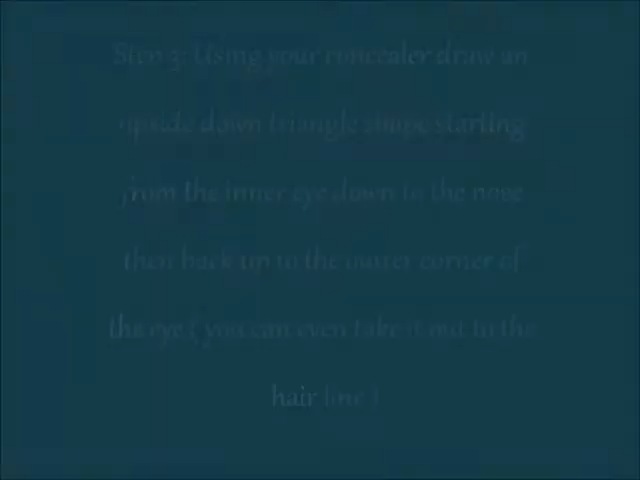 Step 3: Using your concealer draw an
upside down triangle shape starting
from the inner eye down to the nose
then back up to the outter corner of
the eye ( you can even take it out to the
hair line )